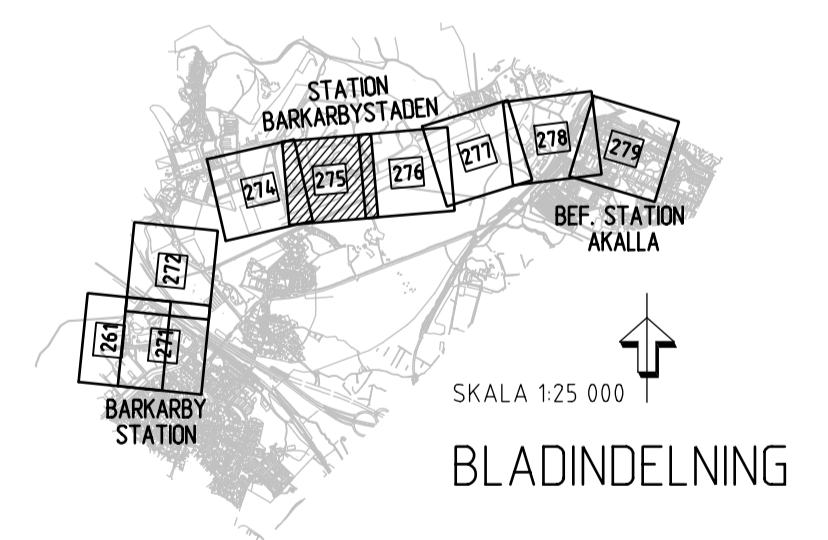 STATION
BARKARBYSTADEN
274
275
276
277
278
279
BEF. STATION
AKALLA
272
261
271
BARKARBY
STATION
SKALA 1:25 000
BLADINDELNING